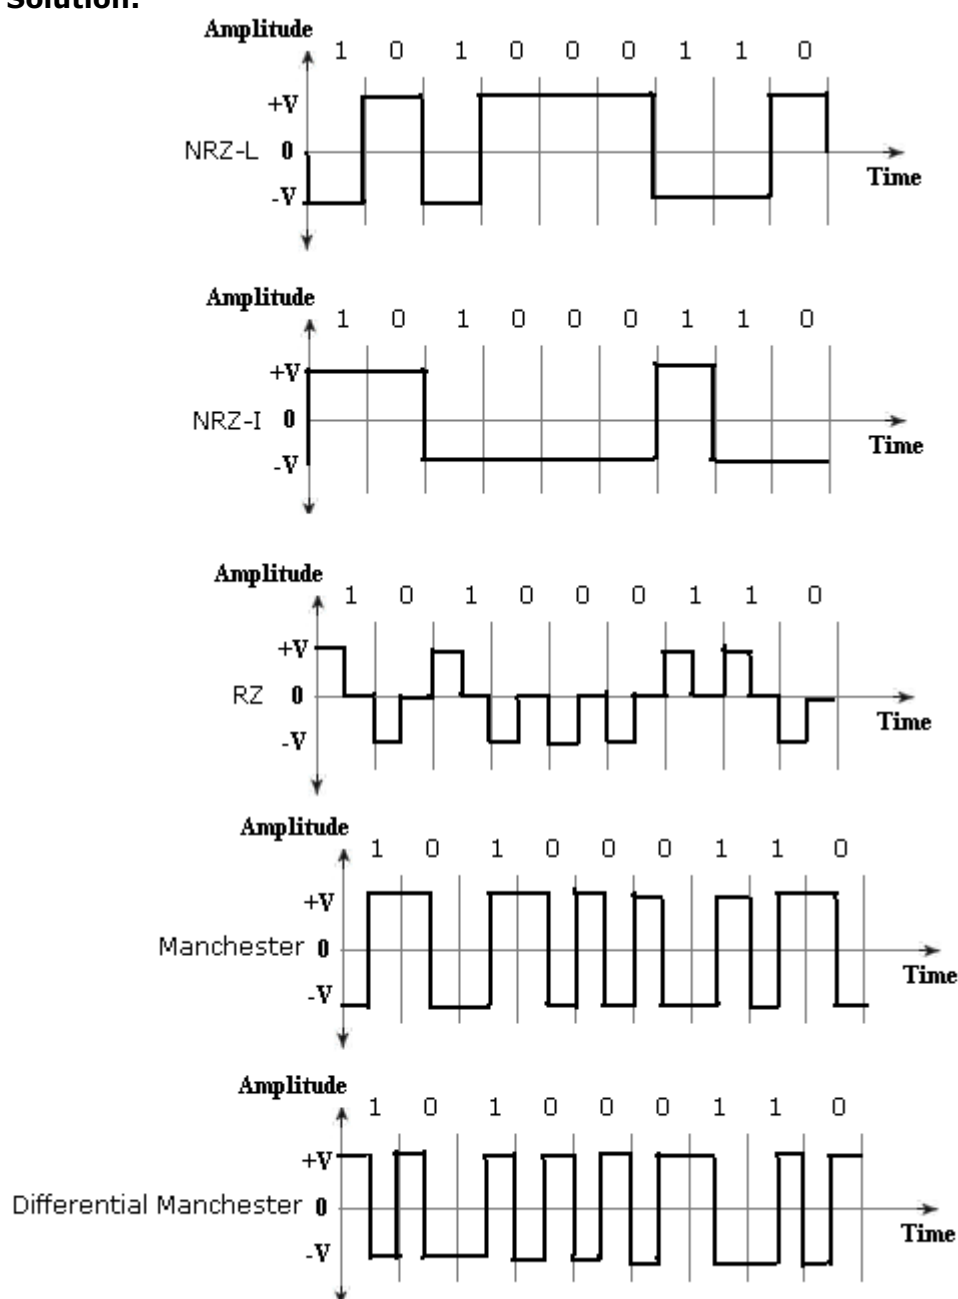 Solution:
Amplitude
1 0 1 0 0 0 1 1 0
+V
NRZ-L 0
Time
-V
Amplitude
1 0 1 0 0 0 1 1 0
+V
NRZ-I 0
Time
-V
Amplitude
1 0 1 0 0 0 1 1 0
+V
RZ 0
Time
-V
Amplitude
1 0 1 0 0 0 1 1 0
+V
Manchester 0
Time
-V
Amplitude
1 0 1 0 0 0 1 1 0
+V
Differential Manchester 0
Time
-V